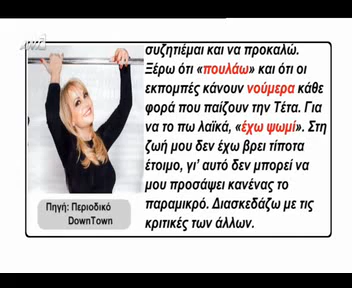 ANT1
συζητιέμαι και να προκαλώ.
Ξέρω ότι «πουλάω» και ότι οι
εκπομπές κάνουν νούμερα κάθε
φορά που παίζουν την Τέτα. Για
να το πω λαϊκά, «έχω ψωμί». Στη
ζωή μου δεν έχω βρει τίποτα
έτοιμο, γι' αυτό δεν μπορεί να
μου προσάψει κανένας το
παραμικρό. Διασκεδάζω με τις
κριτικές των άλλων.
Πηγή: Περιοδικό
DownTown